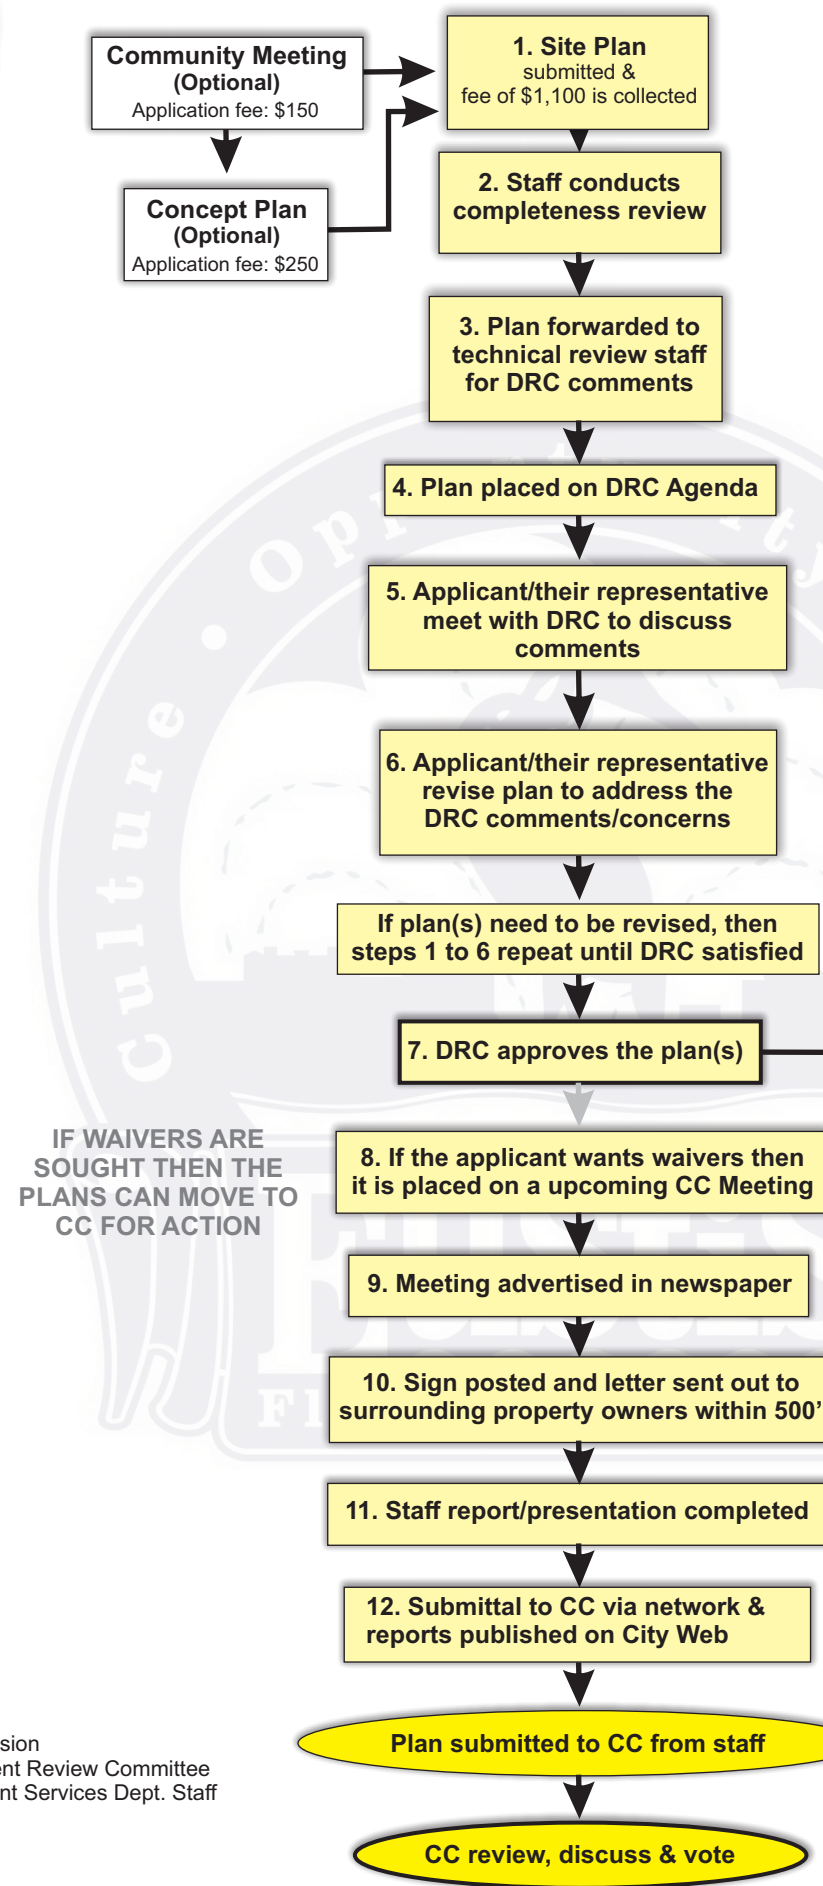 Community Meeting
(Optional)
Application fee: $150
Concept Plan
(Optional)
Application fee: $250
1. Site Plan
submitted &
fee of $1,100 is collected
2. Staff conducts
completeness review
3. Plan forwarded to
technical review staff
for DRC comments
4. Plan placed on DRC Agenda
5. Applicant/their representative
meet with DRC to discuss
comments
6. Applicant/their representative
revise plan to address the
DRC comments/concerns
If plan(s) need to be revised, then
steps 1 to 6 repeat until DRC satisfied
7. DRC approves the plan(s)
IF WAIVERS ARE
SOUGHT THEN THE
PLANS CAN MOVE TO
CC FOR ACTION
8. If the applicant wants waivers then
it is placed on a upcoming CC Meeting
9. Meeting advertised in newspaper
10. Sign posted and letter sent out to
surrounding property owners within 500’
11. Staff report/presentation completed
12. Submittal to CC via network &
reports published on City Web
Plan submitted to CC from staff
CC review, discuss & vote
sion
ent Review Committee
nt Services Dept. Staff
Culture